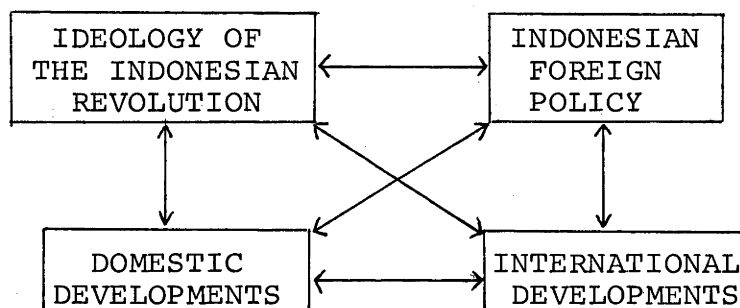 IDEOLOGY OF
THE INDONESIAN
REVOLUTION
INDONESIAN
FOREIGN
POLICY
DOMESTIC
DEVELOPMENTS
INTERNATIONAL
DEVELOPMENTS